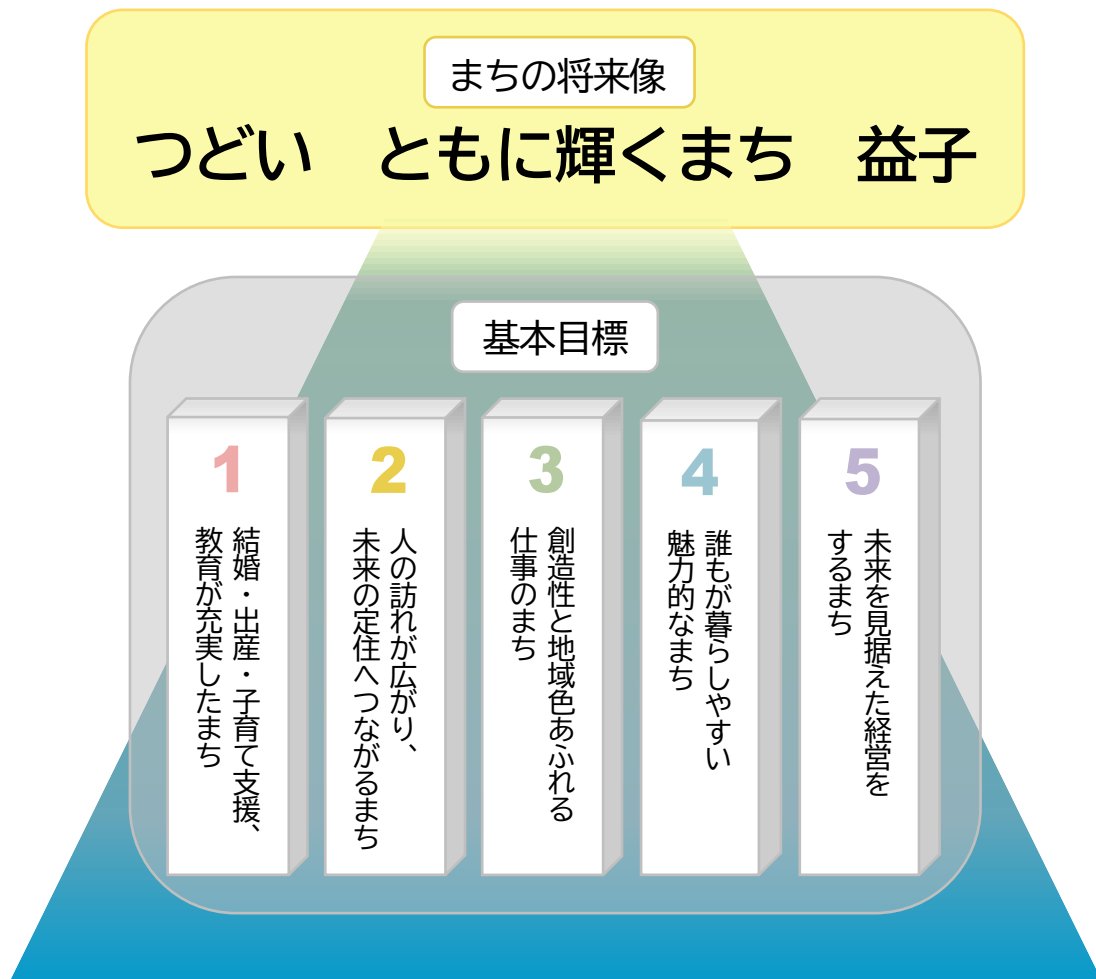 まちの将来像
つどい　ともに輝くまち　益子
基本目標
1
結婚・出産・子育て支援、
教育が充実したまち
2
人の訪れが広がり、
未来の定住へつながるまち
3
創造性と地域色あふれる
仕事のまち
4
誰もが暮らしやすい
魅力的なまち
5
未来を見据えた経営を
するまち